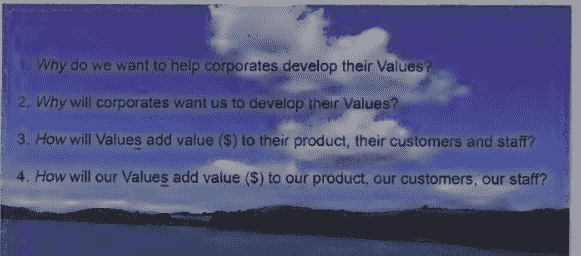 1. Why do we want to help corporates develop their Values?
2. Why will corporates want us to develop their Values?
3. How will Values add value ($) to their product, their customers and staff?
4. How will our Values add value ($) to our product, our customers, our staff?